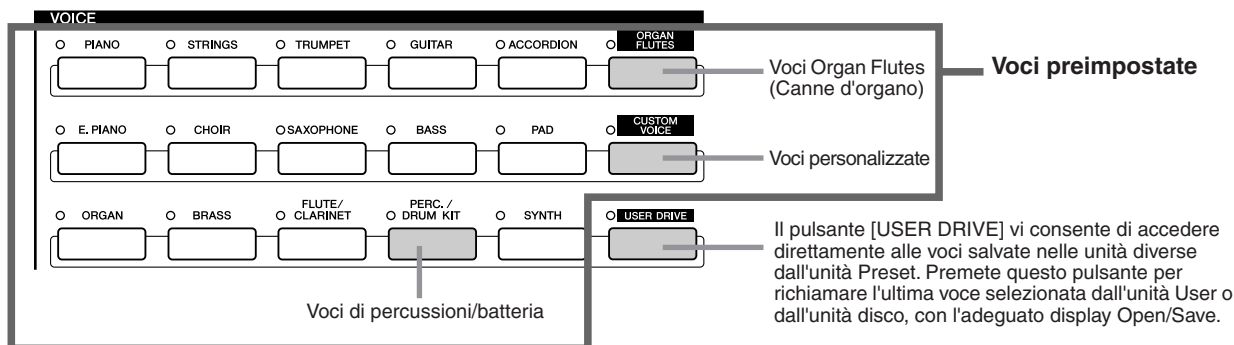 VOICE
PIANO STRINGS TRUMPET GUITAR ACCORDION ORGAN FLUTES
Voci Organ Flutes
(Canne d'organo)
Voci preimpostate
E. PIANO CHOIR SAXOPHONE BASS PAD CUSTOM VOICE
Voci personalizzate
ORGAN BRASS FLUTE/ CLARINET PERC. / DRUM KIT SYNTH USER DRIVE
Il pulsante [USER DRIVE] vi consente di accedere
direttamente alle voci salvate nelle unità diverse
dall'unità Preset. Premete questo pulsante per
richiamare l'ultima voce selezionata dall'unità User o
dall'unità disco, con l'adeguato display Open/Save.
Voci di percussioni/batteria